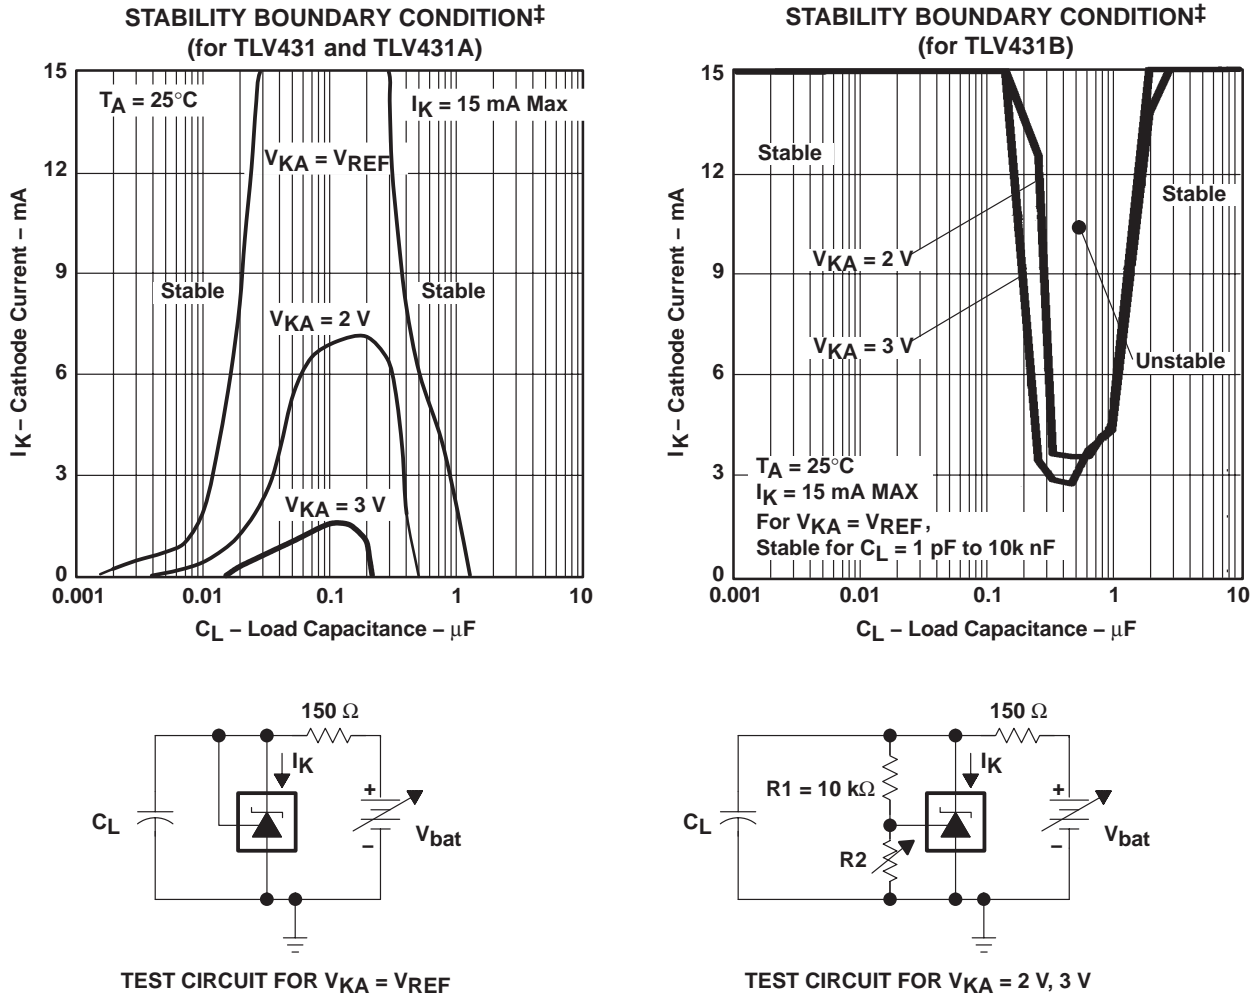 STABILITY BOUNDARY CONDITION‡
(for TLV431 and TLV431A)
15
12
9
6
3
0
IK – Cathode Current – mA
TA = 25°C
IK = 15 mA Max
VKA = VREF
Stable
Stable
VKA = 2 V
VKA = 3 V
0.001
0.01
0.1
1
10
CL – Load Capacitance – μF
STABILITY BOUNDARY CONDITION‡
(for TLV431B)
15
12
9
6
3
0
IK – Cathode Current – mA
Stable
Stable
VKA = 2 V
VKA = 3 V
Unstable
TA = 25°C
IK = 15 mA MAX
For VKA = VREF,
Stable for CL = 1 pF to 10k nF
0.001
0.01
0.1
1
10
CL – Load Capacitance – μF
150 Ω
IK
CL
+
–
Vbat
TEST CIRCUIT FOR VKA = VREF
150 Ω
IK
R1 = 10 kΩ
CL
R2
+
–
Vbat
TEST CIRCUIT FOR VKA = 2 V, 3 V